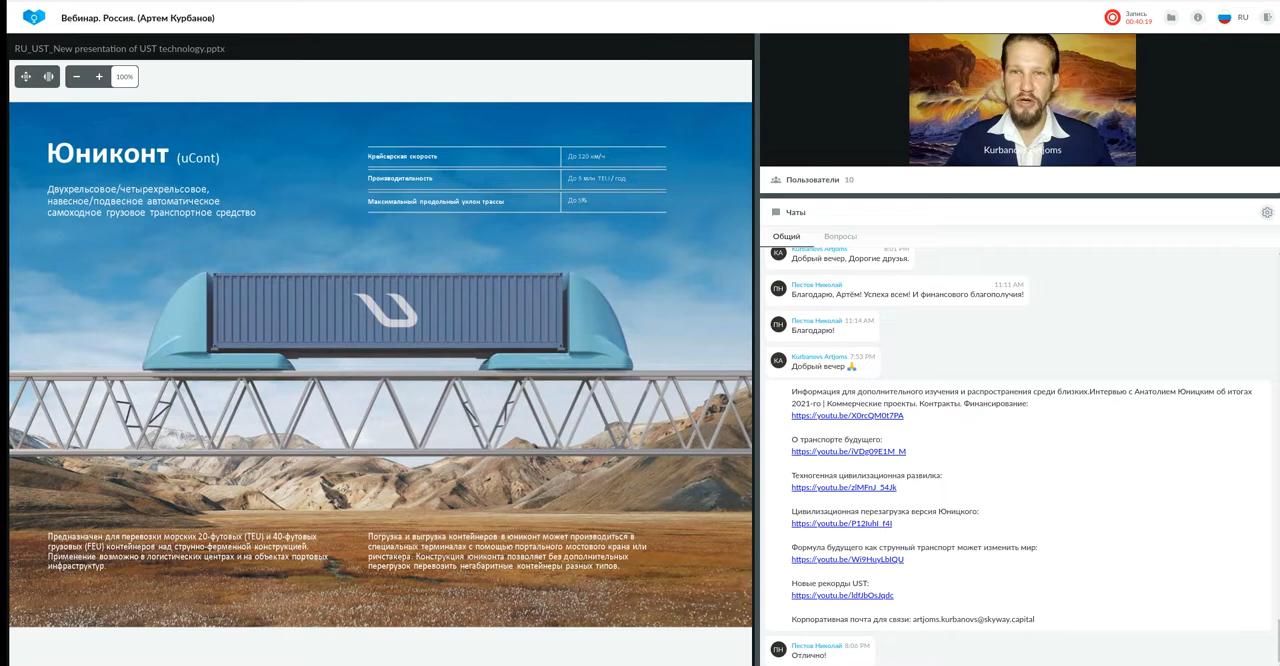 Вебинар. Россия. (Артем Курбанов)
Запись
00:40:19
RU
RU_UST_New presentation of UST technology.pptx
100%
Юниконт (uCont)
Двухрельсовое/четырехрельсовое,
навесное/подвесное автоматическое
самоходное грузовое транспортное средство
Крейсерская скорость До 120 км/ч
Производительность До 5 млн TEU / год
Максимальный продольный уклон трассы До 5%
Предназначен для перевозки морских 20-футовых (TEU) и 40-футовых
грузовых (FEU) контейнеров над струнно-ферменной конструкцией.
Применение возможно в логистических центрах и на объектах портовых
инфраструктур.
Погрузка и выгрузка контейнеров в юниконт может производиться в
специальных терминалах с помощью портального мостового крана или
ричстакера. Конструкция юниконта позволяет без дополнительных
перегрузок перевозить негабаритные контейнеры разных типов.
Пользователи 10
Чаты
Общий Вопросы
KA Kurbanovs Artjoms 8:01 PM
Добрый вечер, Дорогие друзья.
ПН Пестов Николай 11:11 AM
Благодарю, Артём! Успеха всем! И финансового благополучия!
ПН Пестов Николай 11:14 AM
Благодарю!
KA Kurbanovs Artjoms 7:53 PM
Добрый вечер 🙏
Информация для дополнительного изучения и распространения среди близких.Интервью с Анатолием Юницким об итогах
2021-го | Коммерческие проекты. Контракты. Финансирование:
https://youtu.be/X0rcQM0t7PA
О транспорте будущего:
https://youtu.be/iVDg09E1M_M
Техногенная цивилизационная развилка:
https://youtu.be/zlMFnJ_54Jk
Цивилизационная перезагрузка версия Юницкого:
https://youtu.be/P12IuhI_f4I
Формула будущего как струнный транспорт может изменить мир:
https://youtu.be/Wi9HuyLblQU
Новые рекорды UST:
https://youtu.be/ldfJbOsJqdc
Корпоративная почта для связи: artjoms.kurbanovs@skyway.capital
ПН Пестов Николай 8:06 PM
Отлично!